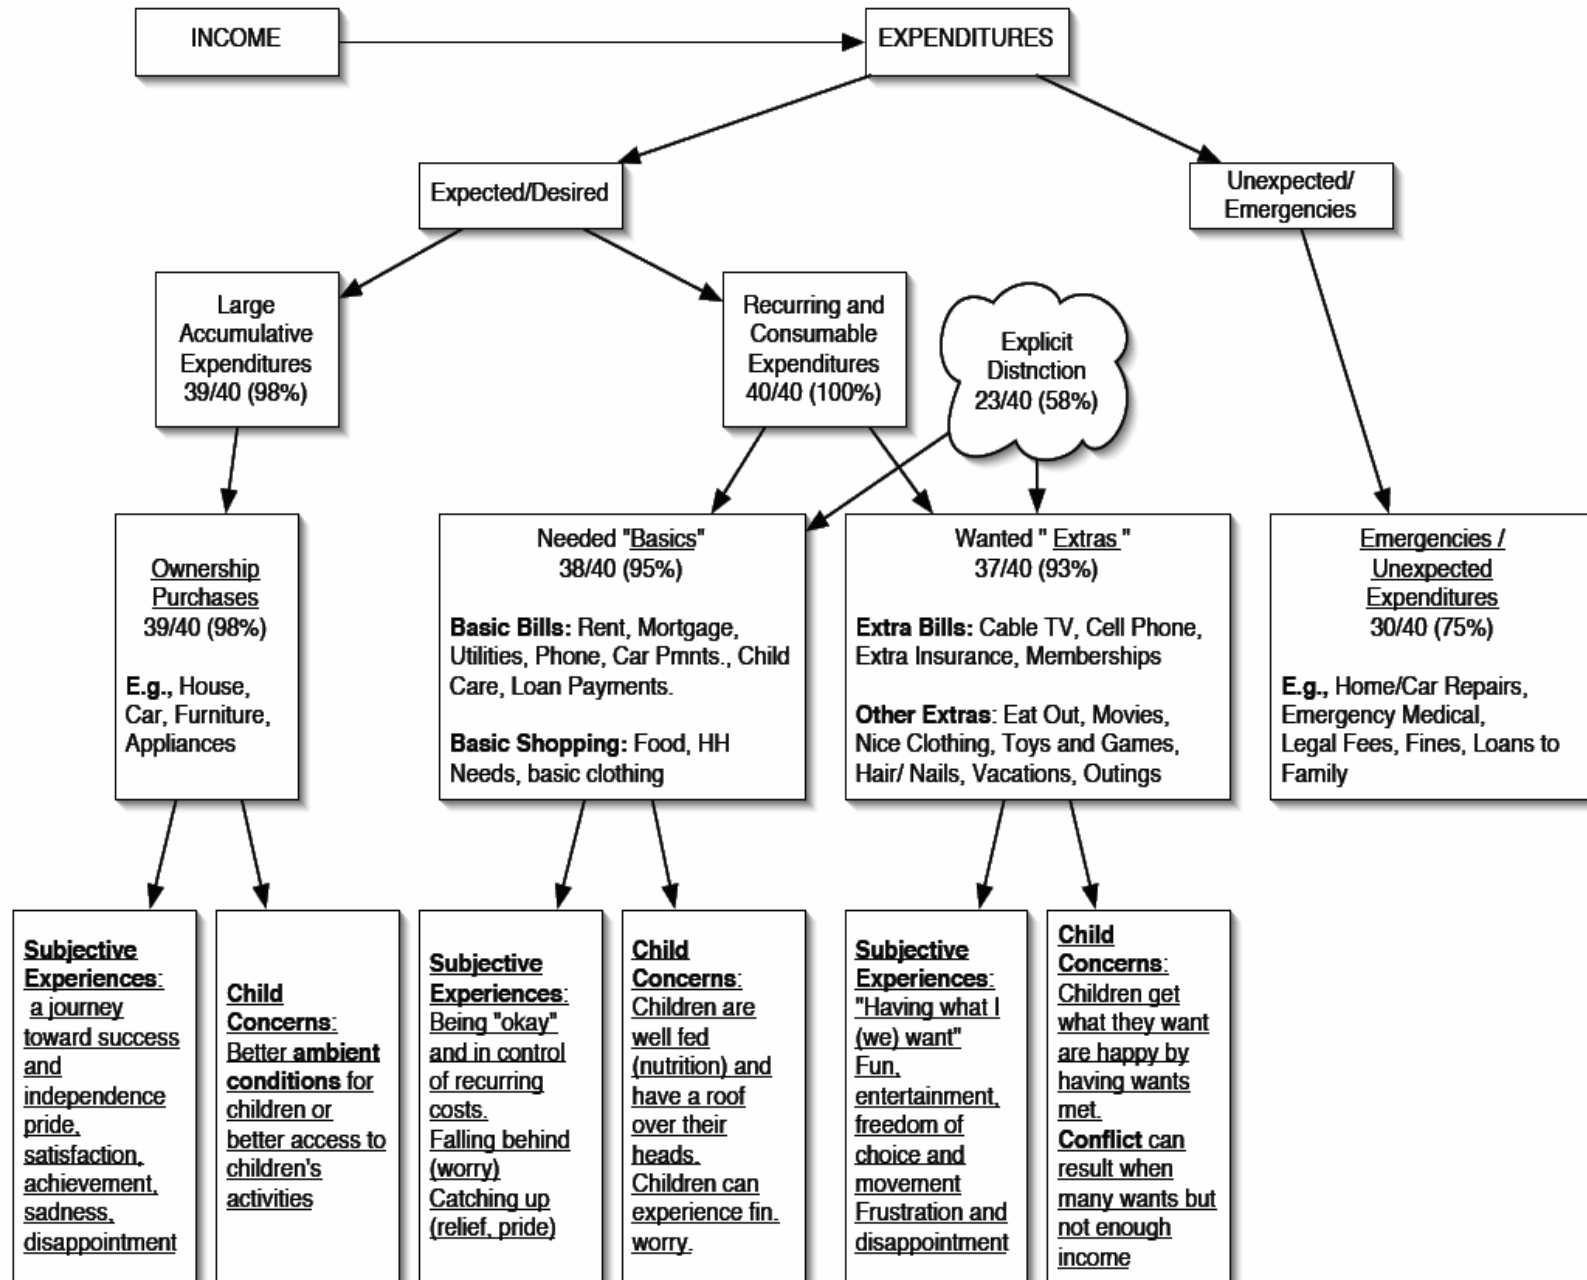 INCOME
EXPENDITURES
Expected/Desired
Unexpected/
Emergencies
Large
Accumulative
Expenditures
39/40 (98%)
Recurring and
Consumable
Expenditures
40/40 (100%)
Explicit
Distnction
23/40 (58%)
Ownership
Purchases
39/40 (98%)
E.g., House,
Car, Furniture,
Appliances
Needed "Basics"
38/40 (95%)
Basic Bills: Rent, Mortgage,
Utilities, Phone, Car Pmnts., Child
Care, Loan Payments.
Basic Shopping: Food, HH
Needs, basic clothing
Wanted " Extras "
37/40 (93%)
Extra Bills: Cable TV, Cell Phone,
Extra Insurance, Memberships
Other Extras: Eat Out, Movies,
Nice Clothing, Toys and Games,
Hair/ Nails, Vacations, Outings
Emergencies /
Unexpected
Expenditures
30/40 (75%)
E.g., Home/Car Repairs,
Emergency Medical,
Legal Fees, Fines, Loans to
Family
Subjective
Experiences:
a journey
toward success
and
independence
pride,
satisfaction,
achievement,
sadness,
disappointment
Child
Concerns:
Better ambient
conditions for
children or
better access to
children's
activities
Subjective
Experiences:
Being "okay"
and in control
of recurring
costs.
Falling behind
(worry)
Catching up
(relief, pride)
Child
Concerns:
Children are
well fed
(nutrition) and
have a roof
over their
heads.
Children can
experience fin.
worry.
Subjective
Experiences:
"Having what I
(we) want"
Fun,
entertainment,
freedom of
choice and
movement
Frustration and
disappointment
Child
Concerns:
Children get
what they want
are happy by
having wants
met.
Conflict can
result when
many wants but
not enough
income